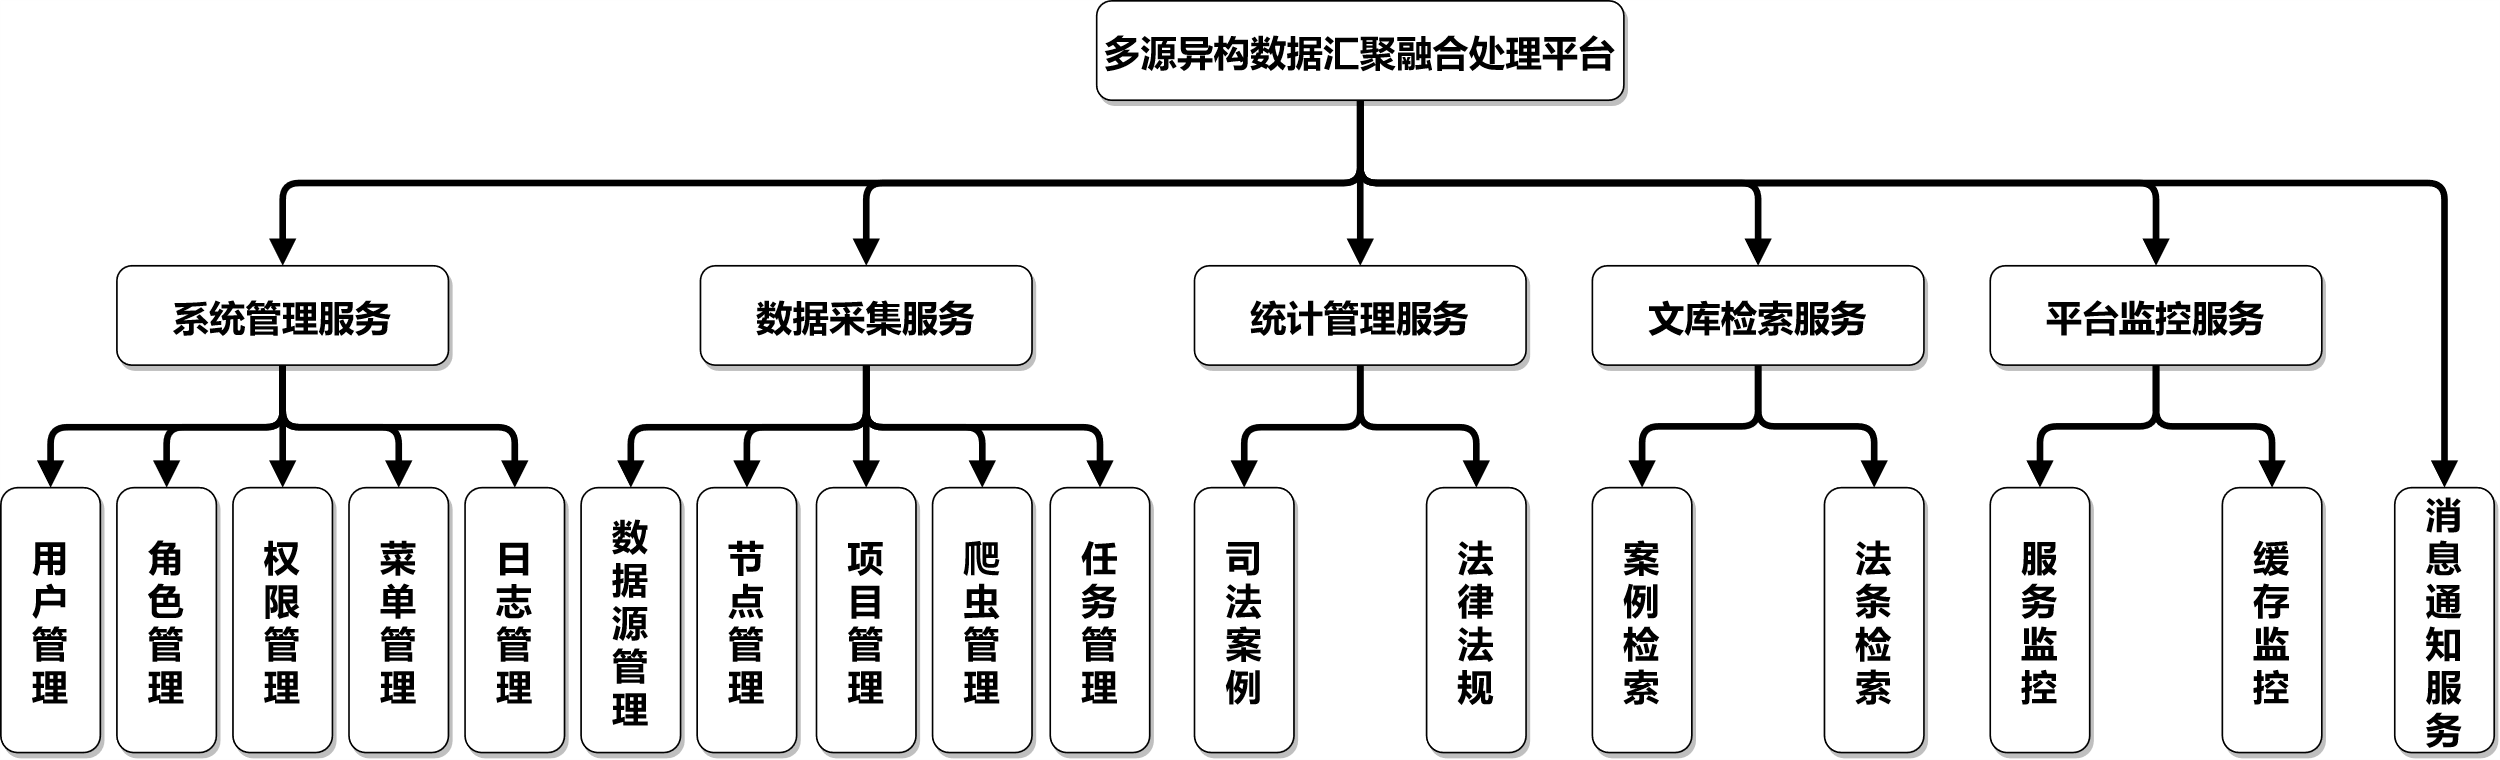 多源异构数据汇聚融合处理平台
系统管理服务
数据采集服务
统计管理服务
文库检索服务
平台监控服务
用户管理
角色管理
权限管理
菜单管理
日志管理
数据源管理
节点管理
项目管理
爬虫管理
任务管理
司法案例
法律法规
案例检索
法条检索
服务监控
缓存监控
消息通知服务